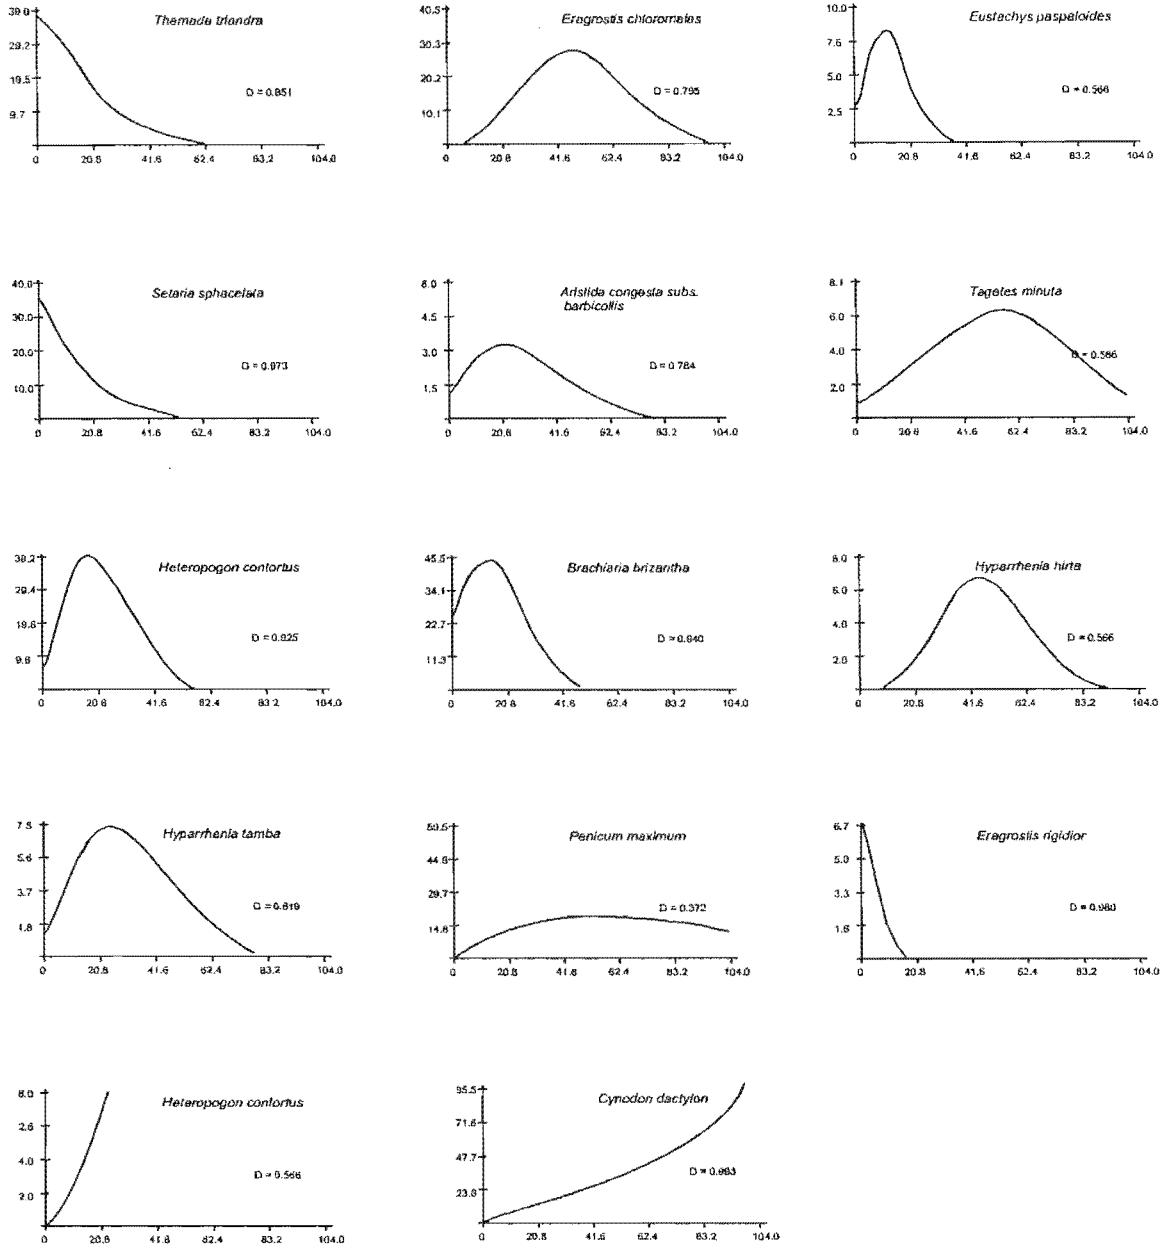 Themada triandra
39.0
29.2
19.5
9.7
D = 0.851
0 20.8 41.6 62.4 83.2 104.0
Eragrostis chloromelas
40.5
30.3
20.2
10.1
D = 0.795
0 20.8 41.6 62.4 83.2 104.0
Eustachys paspaloides
10.0
7.5
5.0
2.5
D = 0.566
0 20.8 41.6 62.4 83.2 104.0
Setaria sphacelata
40.0
30.0
20.0
10.0
D = 0.973
0 20.8 41.6 62.4 83.2 104.0
Aristida congesta subs.
barbicollis
6.0
4.5
3.0
1.5
D = 0.784
0 20.8 41.6 62.4 83.2 104.0
Tagetes minuta
8.1
6.0
4.0
2.0
D = 0.566
0 20.8 41.6 62.4 83.2 104.0
Heteropogon contortus
39.2
29.4
19.6
9.8
D = 0.925
0 20.8 41.6 62.4 83.2 104.0
Brachiaria brizantha
45.5
34.1
22.7
11.3
D = 0.940
0 20.8 41.6 62.4 83.2 104.0
Hyparrhenia hirta
8.0
6.0
4.0
2.0
D = 0.566
0 20.8 41.6 62.4 83.2 104.0
Hyparrhenia tamba
7.5
5.6
3.7
1.8
D = 0.819
0 20.8 41.6 62.4 83.2 104.0
Penicum maximum
59.5
44.6
29.7
14.8
D = 0.372
0 20.8 41.6 62.4 83.2 104.0
Eragrostis rigidior
6.7
5.0
3.3
1.6
D = 0.980
0 20.8 41.6 62.4 83.2 104.0
Heteropogon contortus
8.0
2.6
4.0
2.0
D = 0.566
0 20.8 41.6 62.4 83.2 104.0
Cynodon dactylon
95.5
71.6
47.7
23.8
D = 0.993
0 20.8 41.6 62.4 83.2 104.0